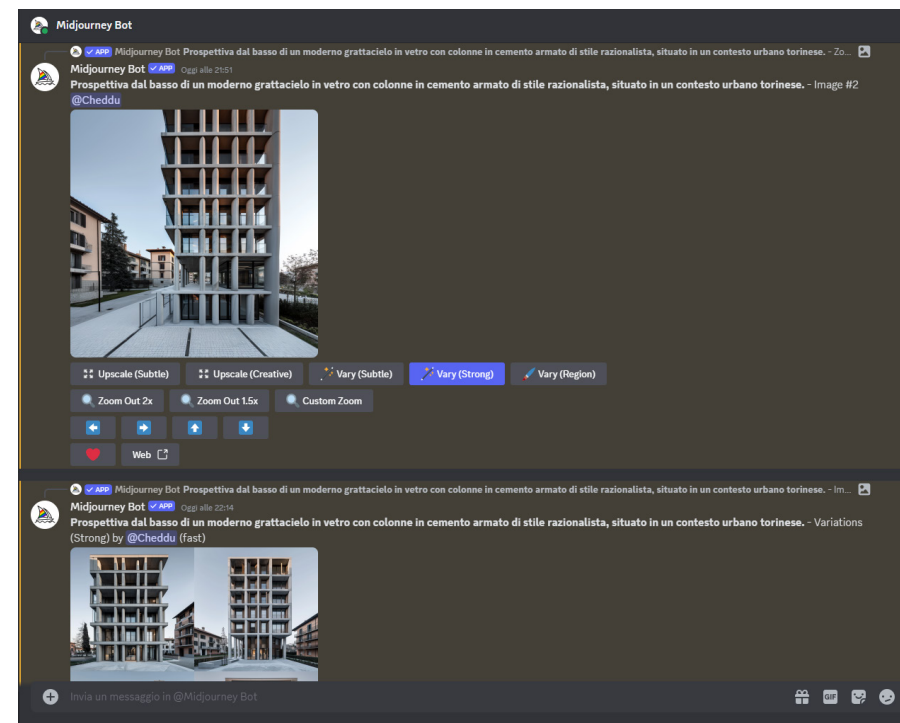 Midjourney Bot
APP Midjourney Bot Prospettiva dal basso di un moderno grattacielo in vetro con colonne in cemento armato di stile razionalista, situato in un contesto urbano torinese. - Zo...
Midjourney Bot APP Oggi alle 21:51
Prospettiva dal basso di un moderno grattacielo in vetro con colonne in cemento armato di stile razionalista, situato in un contesto urbano torinese. - Image #2
@Cheddu
Upscale (Subtle) Upscale (Creative) Vary (Subtle) Vary (Strong) Vary (Region)
Zoom Out 2x Zoom Out 1.5x Custom Zoom
Web
APP Midjourney Bot Prospettiva dal basso di un moderno grattacielo in vetro con colonne in cemento armato di stile razionalista, situato in un contesto urbano torinese. - Im...
Midjourney Bot APP Oggi alle 22:14
Prospettiva dal basso di un moderno grattacielo in vetro con colonne in cemento armato di stile razionalista, situato in un contesto urbano torinese. - Variations
(Strong) by @Cheddu (fast)
Invia un messaggio in @Midjourney Bot GIF